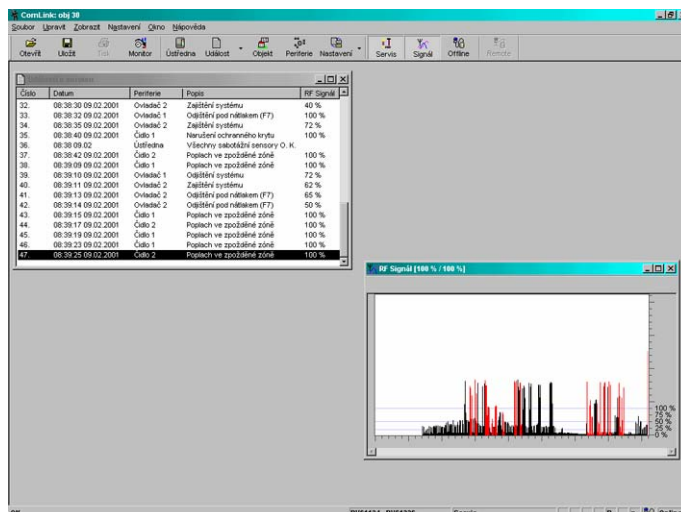 ComLink: obj 38
Soubor Upravit Zobrazit Nastavení Okno Nápověda
Otevřít Uložit Tisk Monitor Ústředna Událost Objekt Periferie Nastavení Servis Signál Offline Remote
Číslo Datum Periferie Popis RF Signál
32. 08:38:30 09.02.2001 Ovladač 2 Zajištění systému 40 %
33. 08:38:32 09.02.2001 Ovladač 1 Odjištění pod nátlakem (F7) 100 %
34. 08:38:35 09.02.2001 Ovladač 2 Zajištění systému 72 %
35. 08:38:40 09.02.2001 Čidlo 1 Narušení ochranného krytu 100 %
36. 08:38 09.02 Ústředna Všechny sabotážní sensory O. K.
37. 08:38:42 09.02.2001 Čidlo 2 Poplach ve zpožděné zóně 100 %
38. 08:39:09 09.02.2001 Čidlo 1 Poplach ve zpožděné zóně 100 %
39. 08:39:10 09.02.2001 Ovladač 1 Odjištění systému 72 %
40. 08:39:11 09.02.2001 Ovladač 2 Zajištění systému 62 %
41. 08:39:13 09.02.2001 Ovladač 2 Odjištění pod nátlakem (F7) 65 %
42. 08:39:14 09.02.2001 Ovladač 2 Odjištění pod nátlakem (F7) 50 %
43. 08:39:15 09.02.2001 Čidlo 1 Poplach ve zpožděné zóně 100 %
44. 08:39:17 09.02.2001 Čidlo 2 Poplach ve zpožděné zóně 100 %
45. 08:39:19 09.02.2001 Čidlo 1 Poplach ve zpožděné zóně 100 %
46. 08:39:23 09.02.2001 Čidlo 1 Poplach ve zpožděné zóně 100 %
47. 08:39:25 09.02.2001 Čidlo 2 Poplach ve zpožděné zóně 100 %
RF Signál [100 % / 100 %]
100 %
75 %
50 %
25 %
0 %